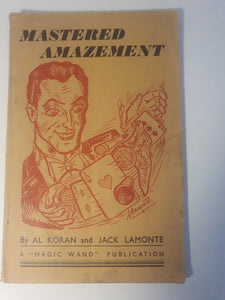 MASTERED
AMAZEMENT
By AL KORAN and JACK LAMONTE
A "MAGIC WAND" PUBLICATION